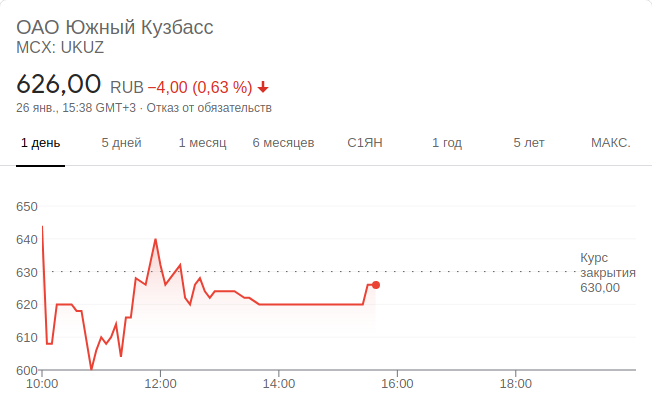 ОАО Южный Кузбасс
MCX: UKUZ
626,00 RUB −4,00 (0,63 %)
26 янв., 15:38 GMT+3 · Отказ от обязательств
1 день 5 дней 1 месяц 6 месяцев С1ЯН 1 год 5 лет МАКС.
650
640
630
620
610
600
Курс
закрытия
630,00
10:00 12:00 14:00 16:00 18:00